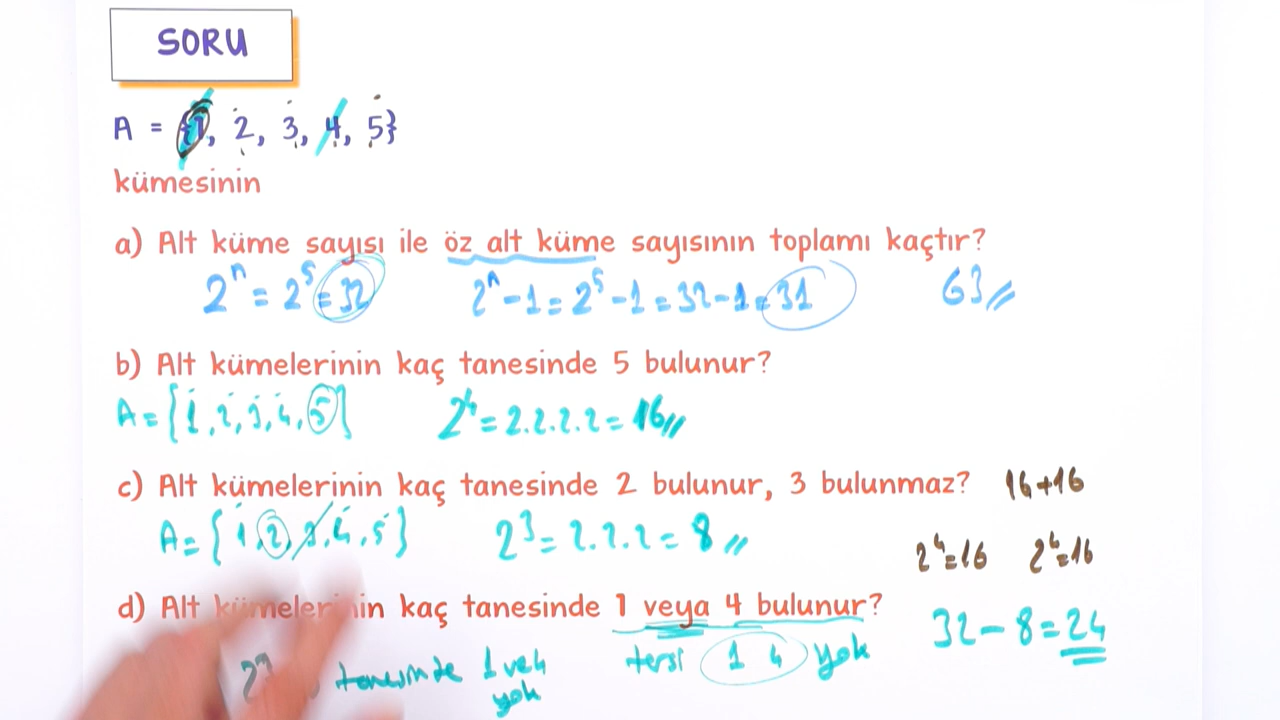 SORU
A = {1, 2, 3, 4, 5}
kümesinin
a) Alt küme sayısı ile öz alt küme sayısının toplamı kaçtır?
2ⁿ = 2⁵ = 32 2ⁿ - 1 = 2⁵ - 1 = 32 - 1 = 31 63
b) Alt kümelerinin kaç tanesinde 5 bulunur?
A = {1, 2, 3, 4, 5} 2⁴ = 2.2.2.2 = 16
c) Alt kümelerinin kaç tanesinde 2 bulunur, 3 bulunmaz? 16+16
A = {1, 2, 3, 4, 5} 2³ = 2.2.2 = 8 2⁴=16 2⁴=16
d) Alt kümelerinin kaç tanesinde 1 veya 4 bulunur? 32 - 8 = 24
tersi 1 4 yok
tanesinde 1 ve 4
yok